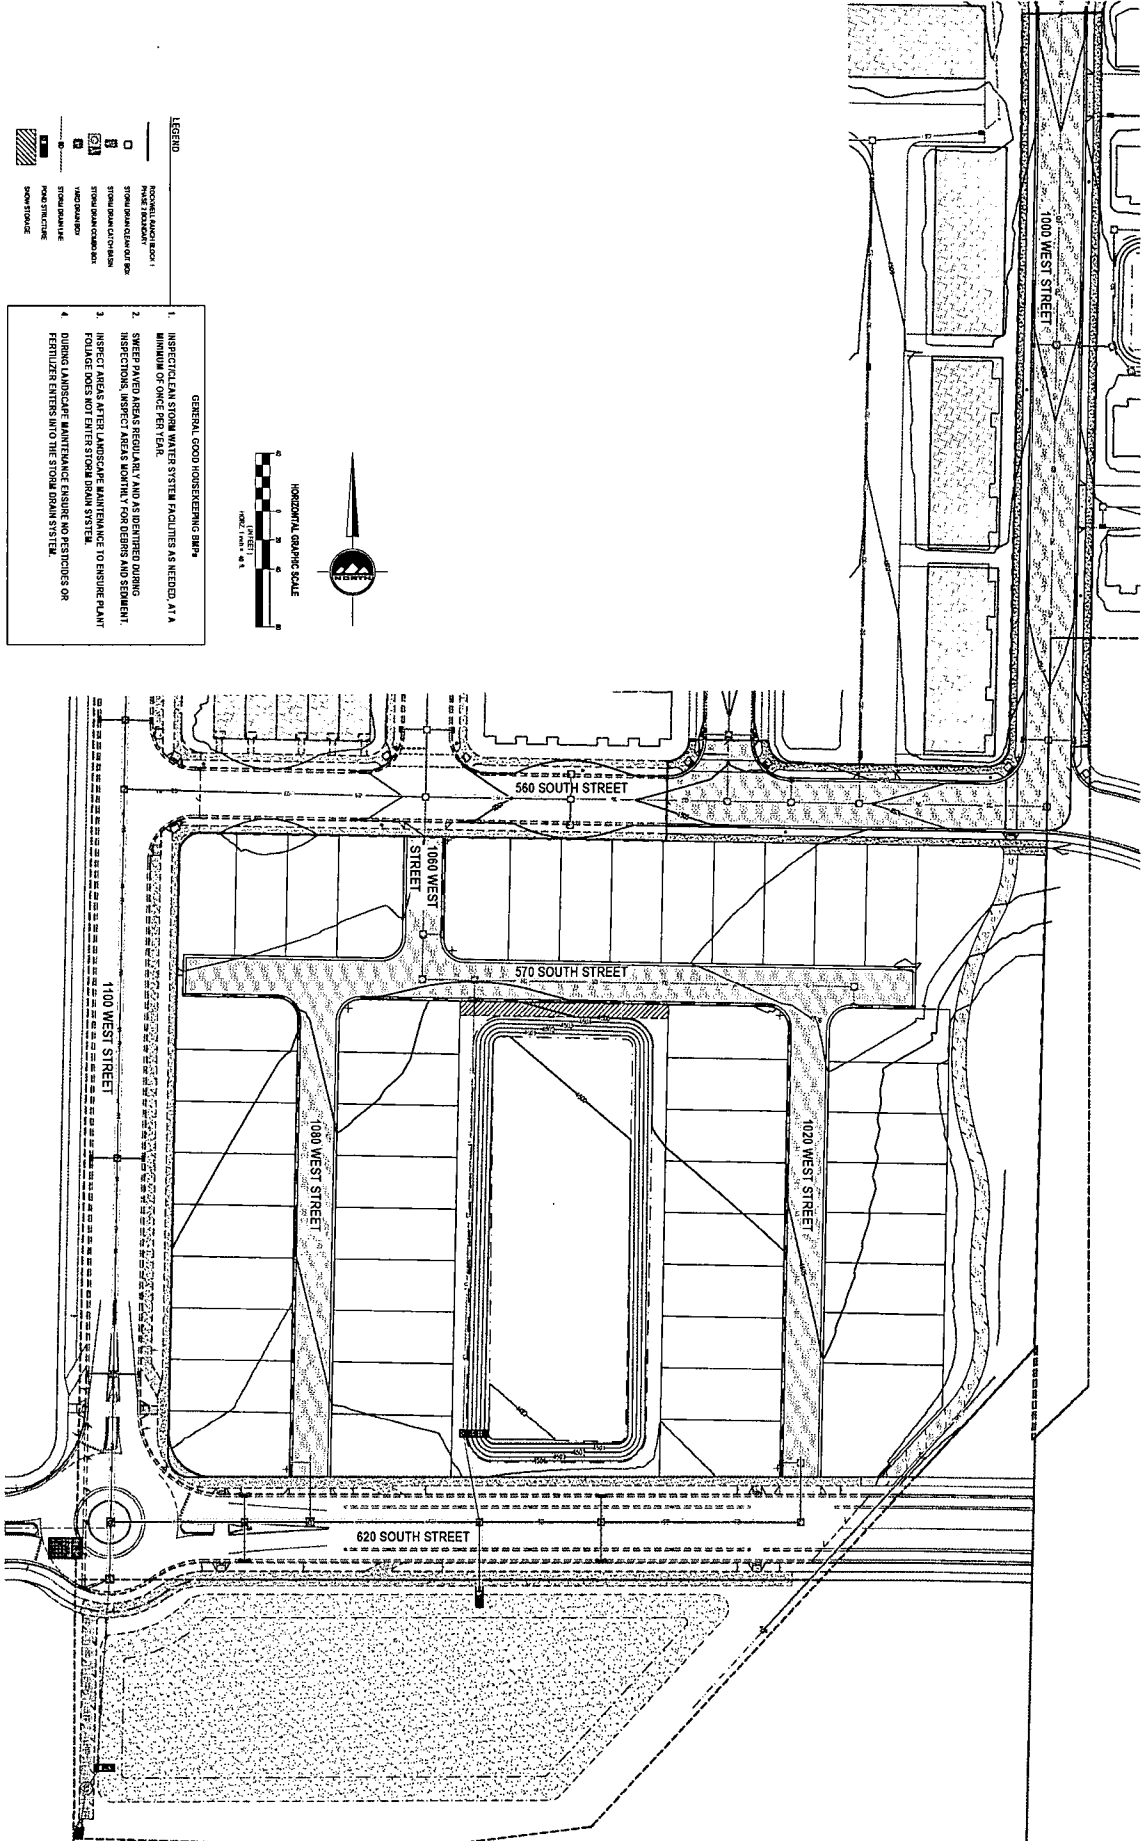 LEGEND
ROCKWELL RANCH BLOCK 1
PHASE 2 BOUNDARY
STORM DRAIN CLEAN OUT BOX
STORM DRAIN CATCH BASIN
STORM DRAIN COMBO BOX
YARD DRAIN BOX
STORM DRAIN LINE
POND STRUCTURE
SNOW STORAGE
GENERAL GOOD HOUSEKEEPING BMPs
1. INSPECT/CLEAN STORM WATER SYSTEM FACILITIES AS NEEDED, AT A
MINIMUM OF ONCE PER YEAR.
2. SWEEP PAVED AREAS REGULARLY AND AS IDENTIFIED DURING
INSPECTIONS, INSPECT AREAS MONTHLY FOR DEBRIS AND SEDIMENT.
3. INSPECT AREAS AFTER LANDSCAPE MAINTENANCE TO ENSURE PLANT
FOLIAGE DOES NOT ENTER STORM DRAIN SYSTEM.
4. DURING LANDSCAPE MAINTENANCE ENSURE NO PESTICIDES OR
FERTILIZER ENTERS INTO THE STORM DRAIN SYSTEM.
HORIZONTAL GRAPHIC SCALE
(IN FEET)
NORTH
1000 WEST STREET
560 SOUTH STREET
1060 WEST
STREET
570 SOUTH STREET
1100 WEST STREET
1080 WEST STREET
1020 WEST STREET
620 SOUTH STREET